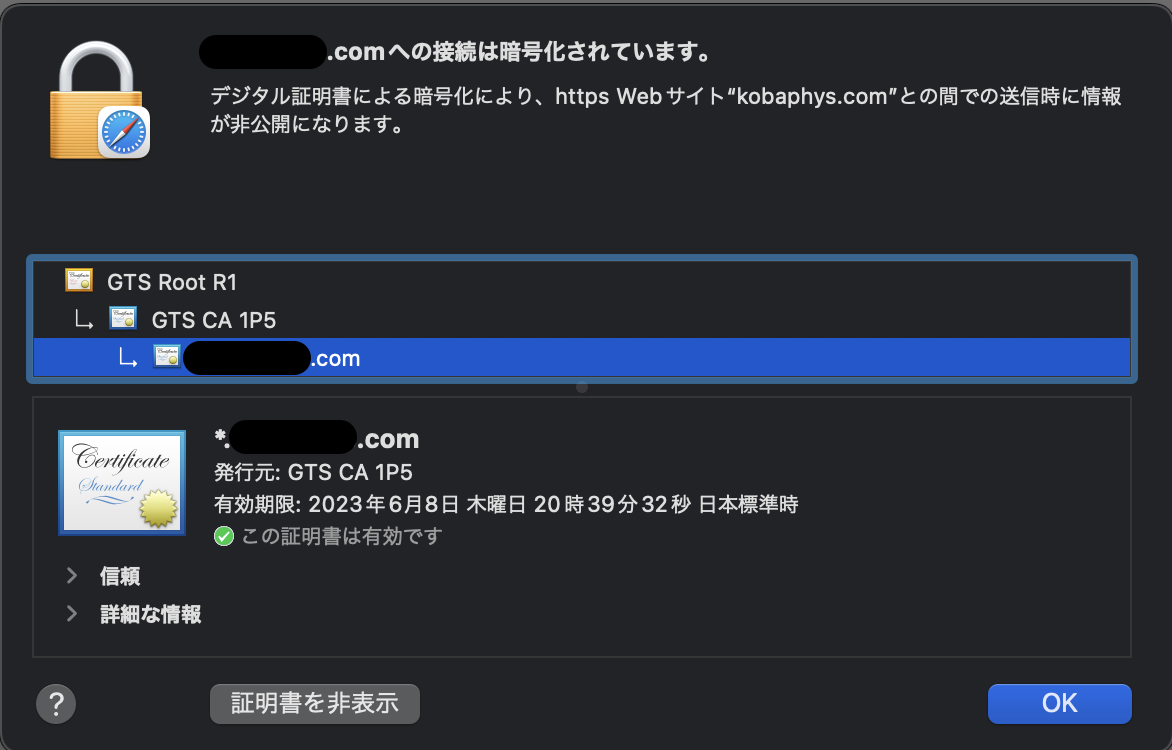 .comへの接続は暗号化されています。
デジタル証明書による暗号化により、https Webサイト“kobaphys.com”との間での送信時に情報
が非公開になります。
GTS Root R1
GTS CA 1P5
.com
Certificate
Standard
*. .com
発行元: GTS CA 1P5
有効期限: 2023年6月8日 木曜日 20時39分32秒 日本標準時
この証明書は有効です
信頼
詳細な情報
?
証明書を非表示
OK